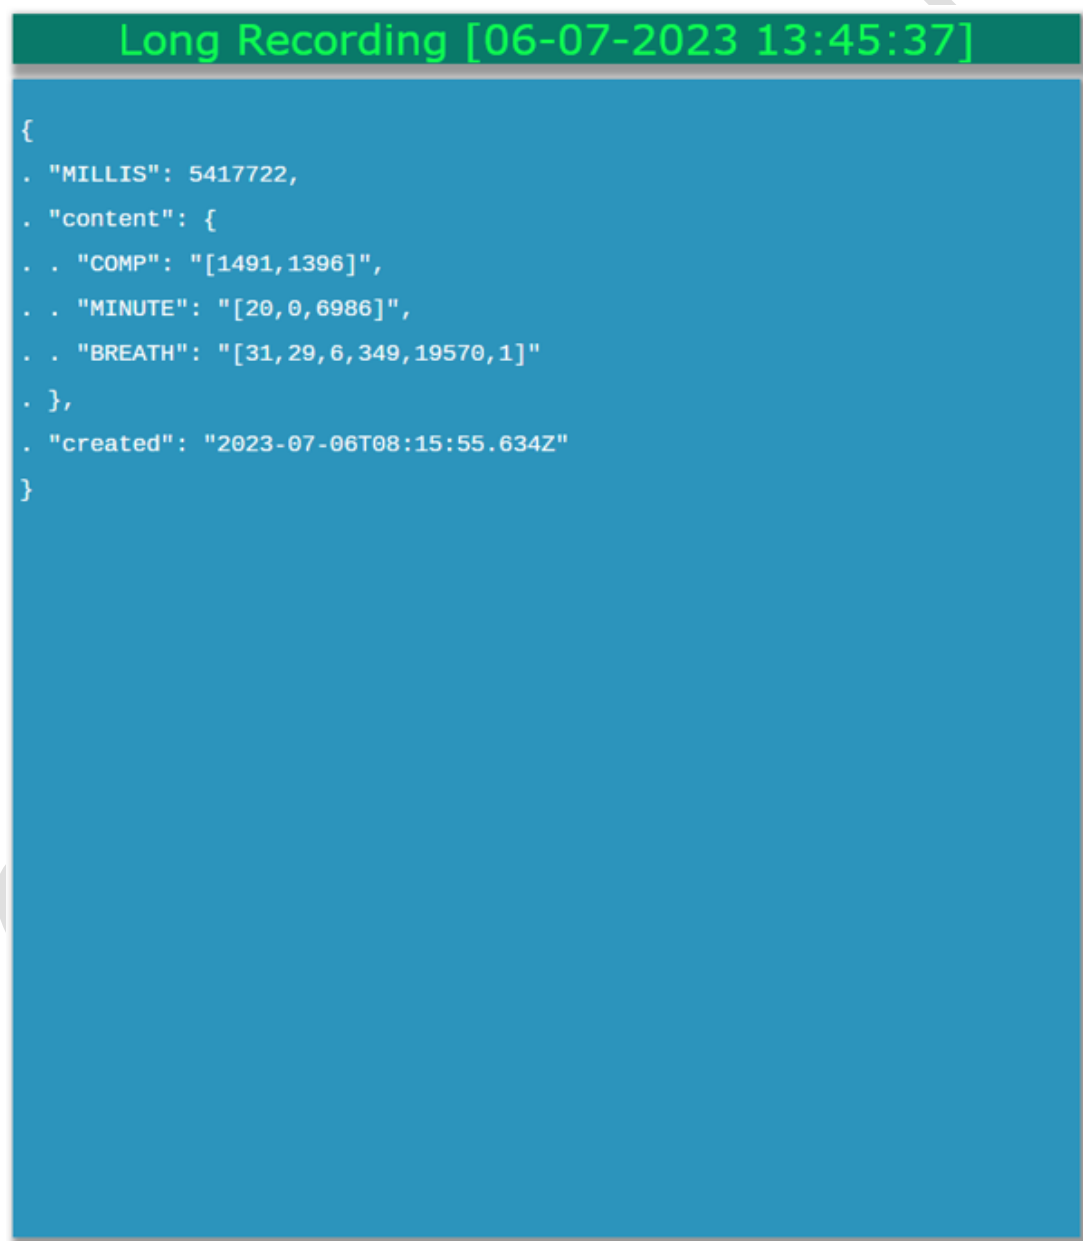 Long Recording [06-07-2023 13:45:37]
{
. "MILLIS": 5417722,
. "content": {
. . "COMP": "[1491,1396]",
. . "MINUTE": "[20,0,6986]",
. . "BREATH": "[31,29,6,349,19570,1]"
. },
. "created": "2023-07-06T08:15:55.634Z"
}